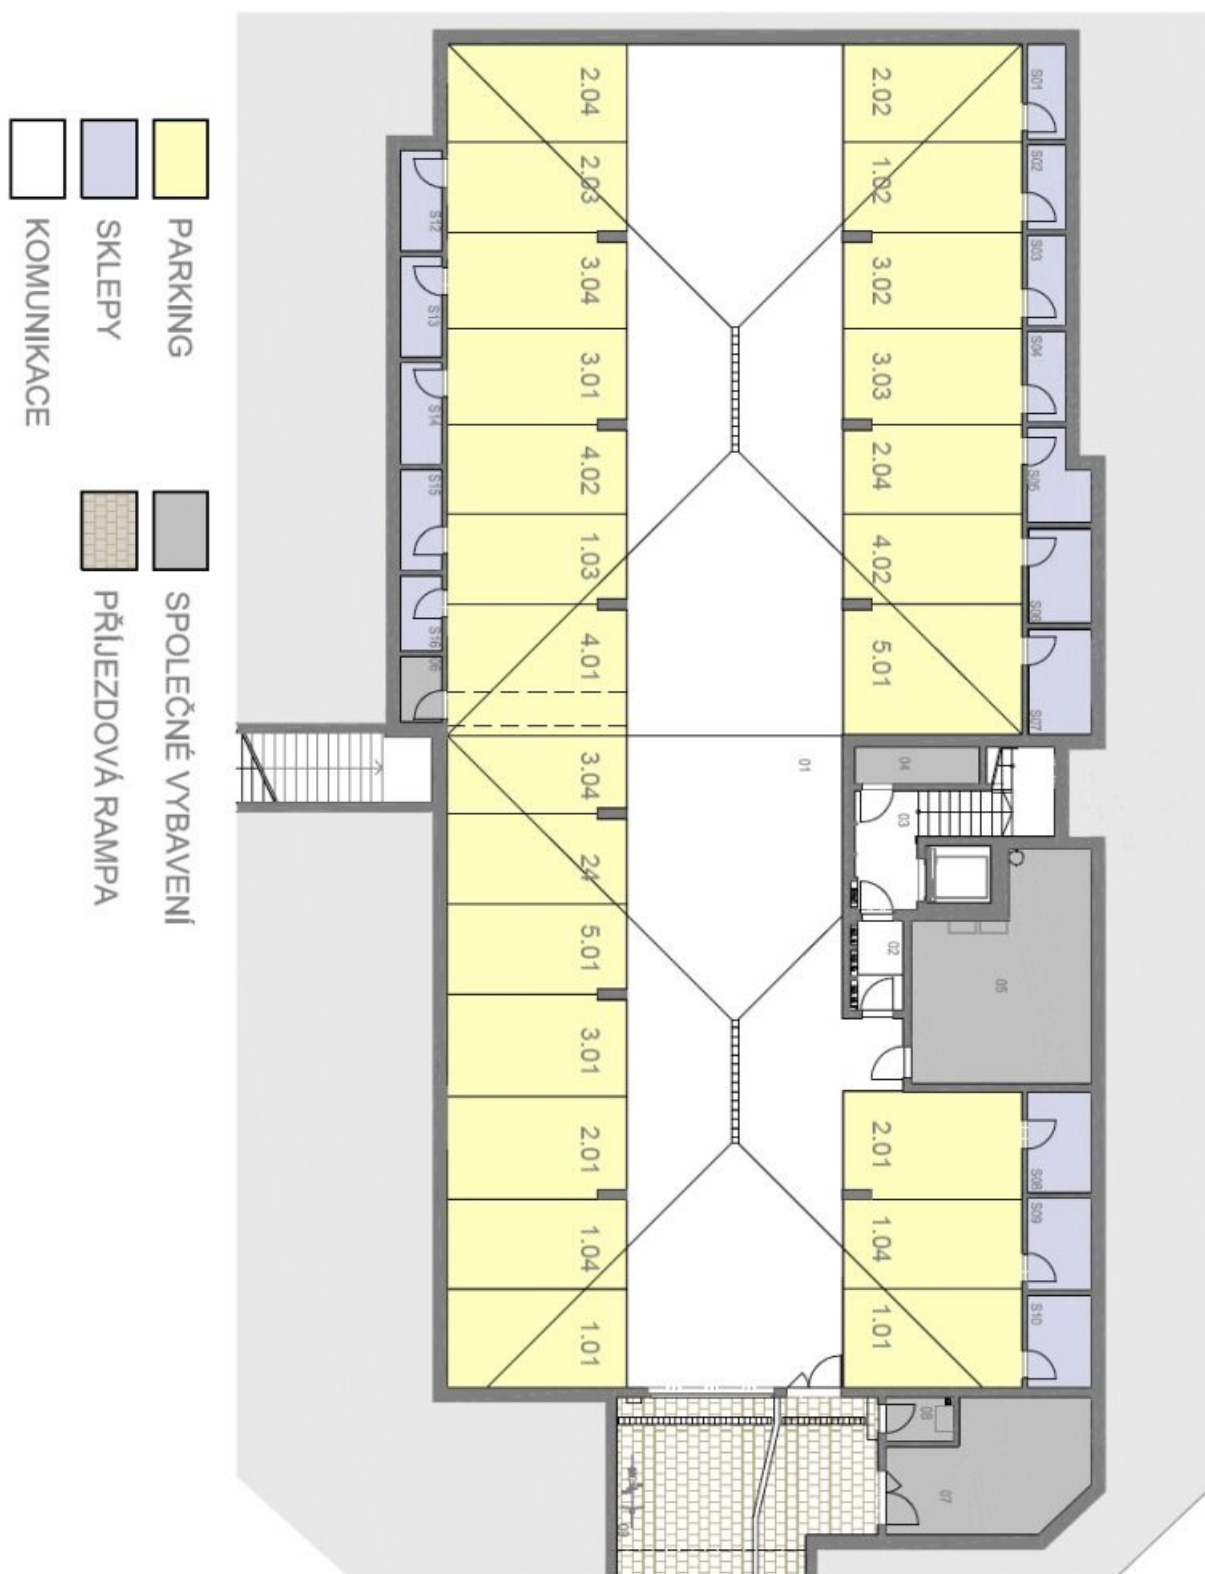 PARKING
SKLEPY
KOMUNIKACE
SPOLEČNÉ VYBAVENÍ
PŘÍJEZDOVÁ RAMPA
2.04
2.03
3.04
3.01
4.02
1.03
4.01
3.04
24
5.01
3.01
2.01
1.04
1.01
2.02
1.02
3.02
3.03
2.04
4.02
5.01
2.01
1.04
1.01
S01
S02
S03
S04
S05
S06
S07
S08
S09
S10
S12
S13
S14
S15
S16
06
01
02
03
04
05
07
08
09